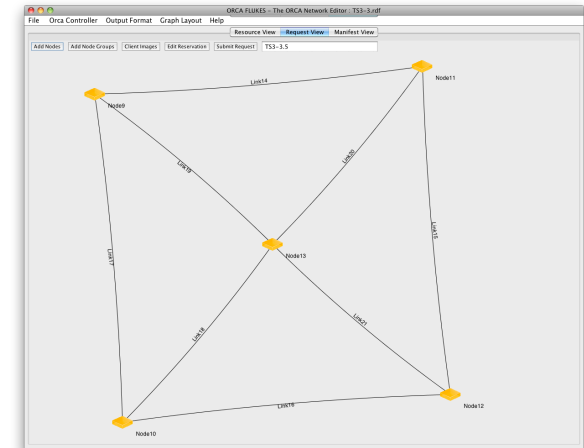 ORCA FLUKES - The ORCA Network Editor : TS3-3.rdf
File Orca Controller Output Format Graph Layout Help
Resource View Request View Manifest View
Add Nodes Add Node Groups Client Images Edit Reservation Submit Request TS3-3.5
Node11
Link14
Node9
Link20
Link19
Link15
Link17
Node13
Link21
Link18
Link16
Node12
Node10